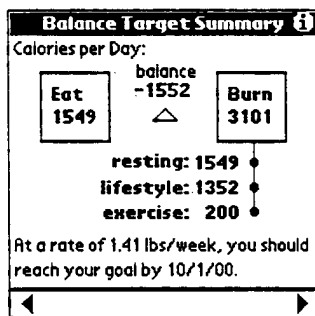 Balance Target Summary i
Calories per Day:
balance
-1552
Eat
1549
Burn
3101
resting: 1549
lifestyle: 1352
exercise: 200
At a rate of 1.41 lbs/week, you should
reach your goal by 10/1/00.